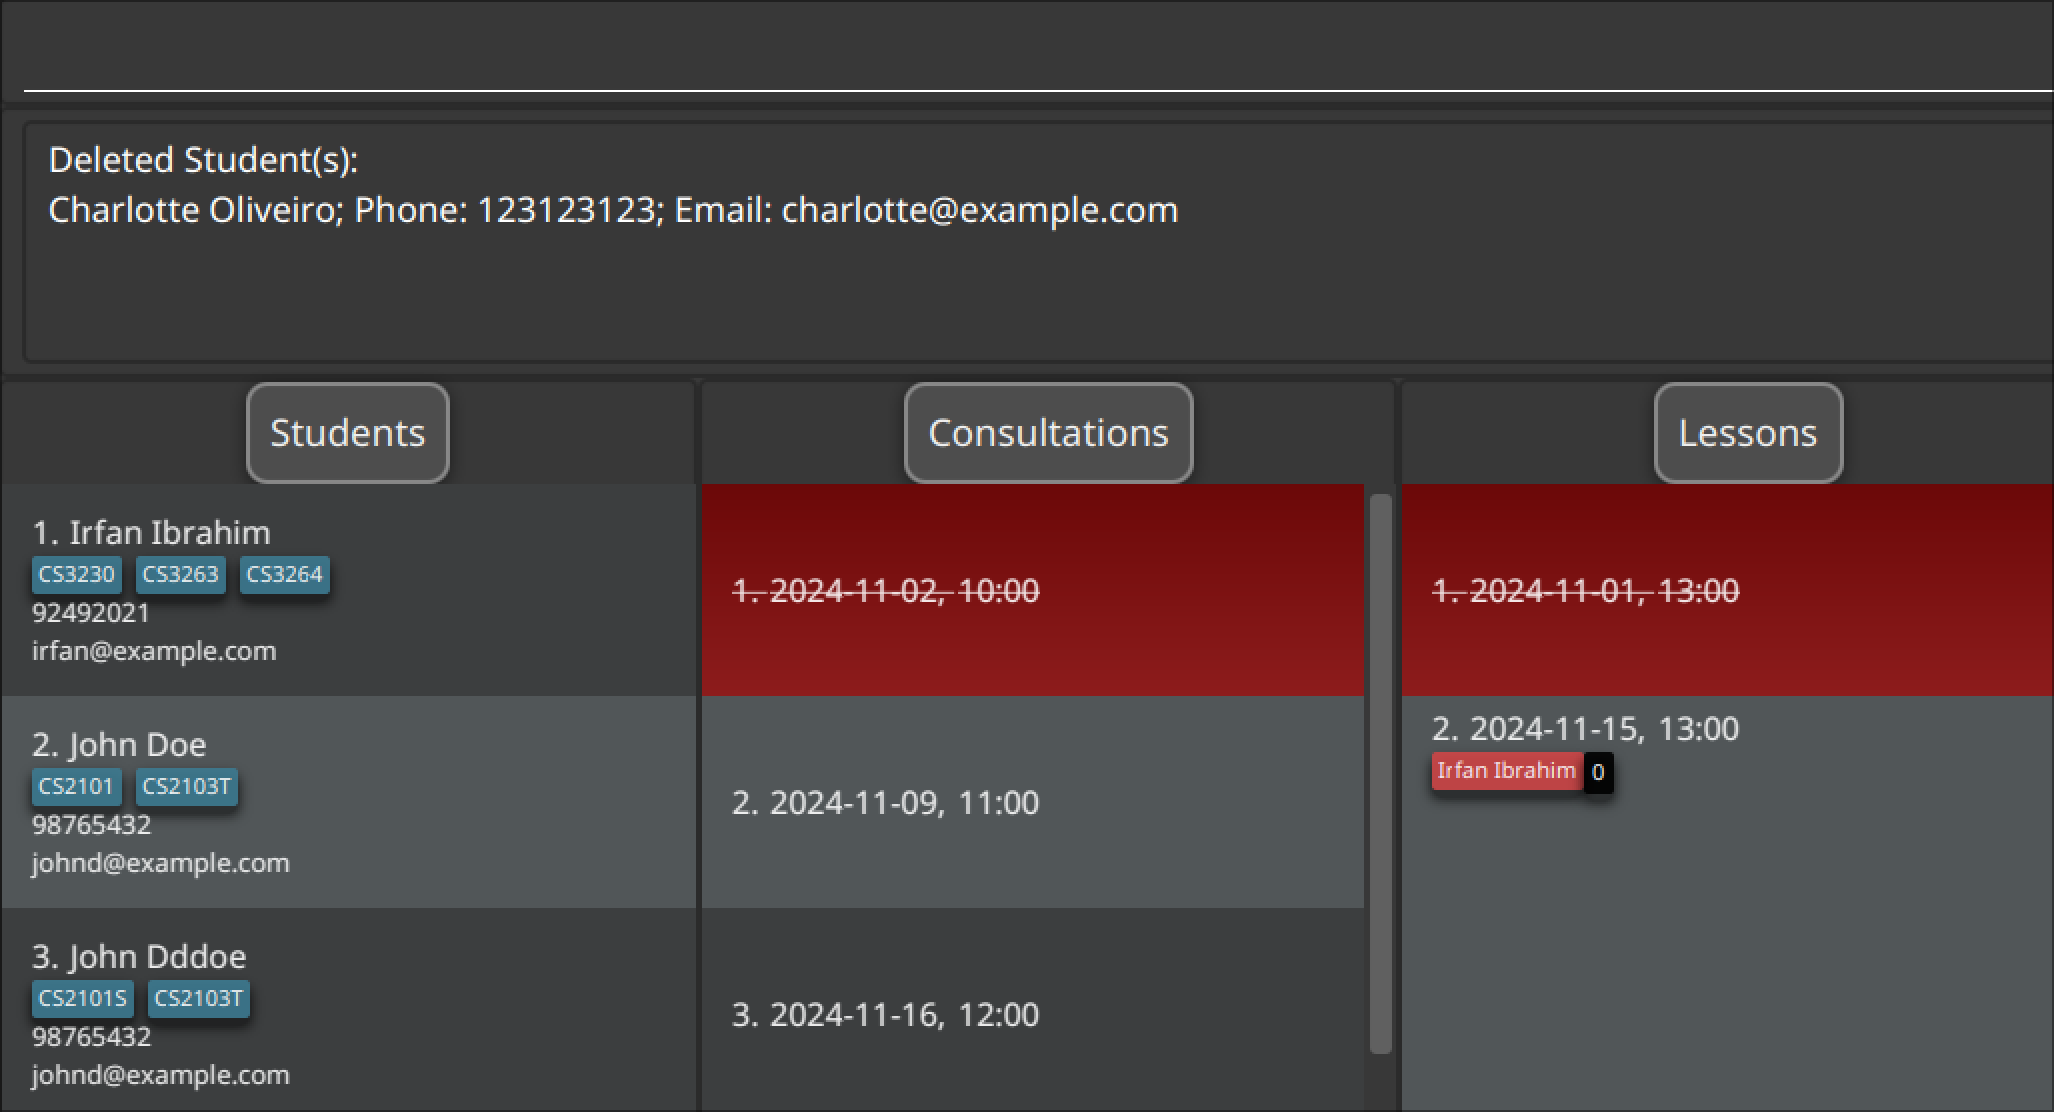 Deleted Student(s):
Charlotte Oliveiro; Phone: 123123123; Email: charlotte@example.com
Students
Consultations
Lessons
1. Irfan Ibrahim
CS3230 CS3263 CS3264
92492021
irfan@example.com
2. John Doe
CS2101 CS2103T
98765432
johnd@example.com
3. John Dddoe
CS2101S CS2103T
98765432
johnd@example.com
1. 2024-11-02, 10:00
2. 2024-11-09, 11:00
3. 2024-11-16, 12:00
1. 2024-11-01, 13:00
2. 2024-11-15, 13:00
Irfan Ibrahim 0